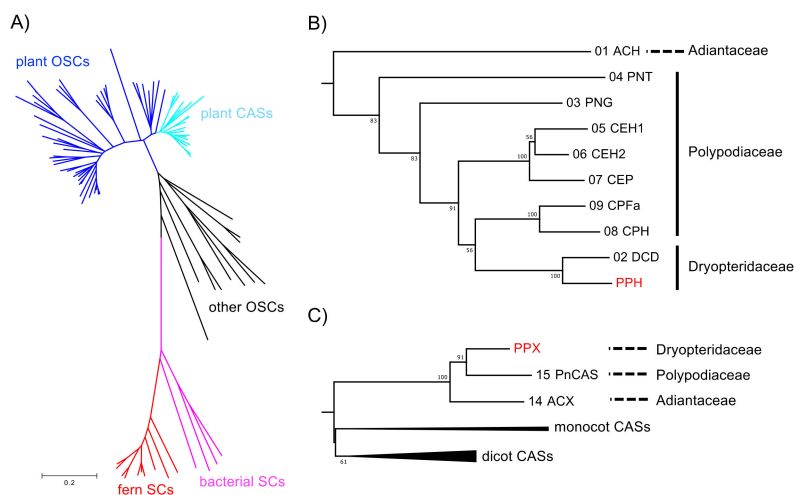 A)
plant OSCs
plant CASs
other OSCs
bacterial SCs
fern SCs
0.2
B)
01 ACH
Adiantaceae
04 PNT
83
03 PNG
83
05 CEH1
56
06 CEH2
100
07 CEP
Polypodiaceae
91
09 CPFa
100
08 CPH
56
02 DCD
100
PPH
Dryopteridaceae
C)
PPX
Dryopteridaceae
91
15 PnCAS
Polypodiaceae
100
14 ACX
Adiantaceae
monocot CASs
dicot CASs
61